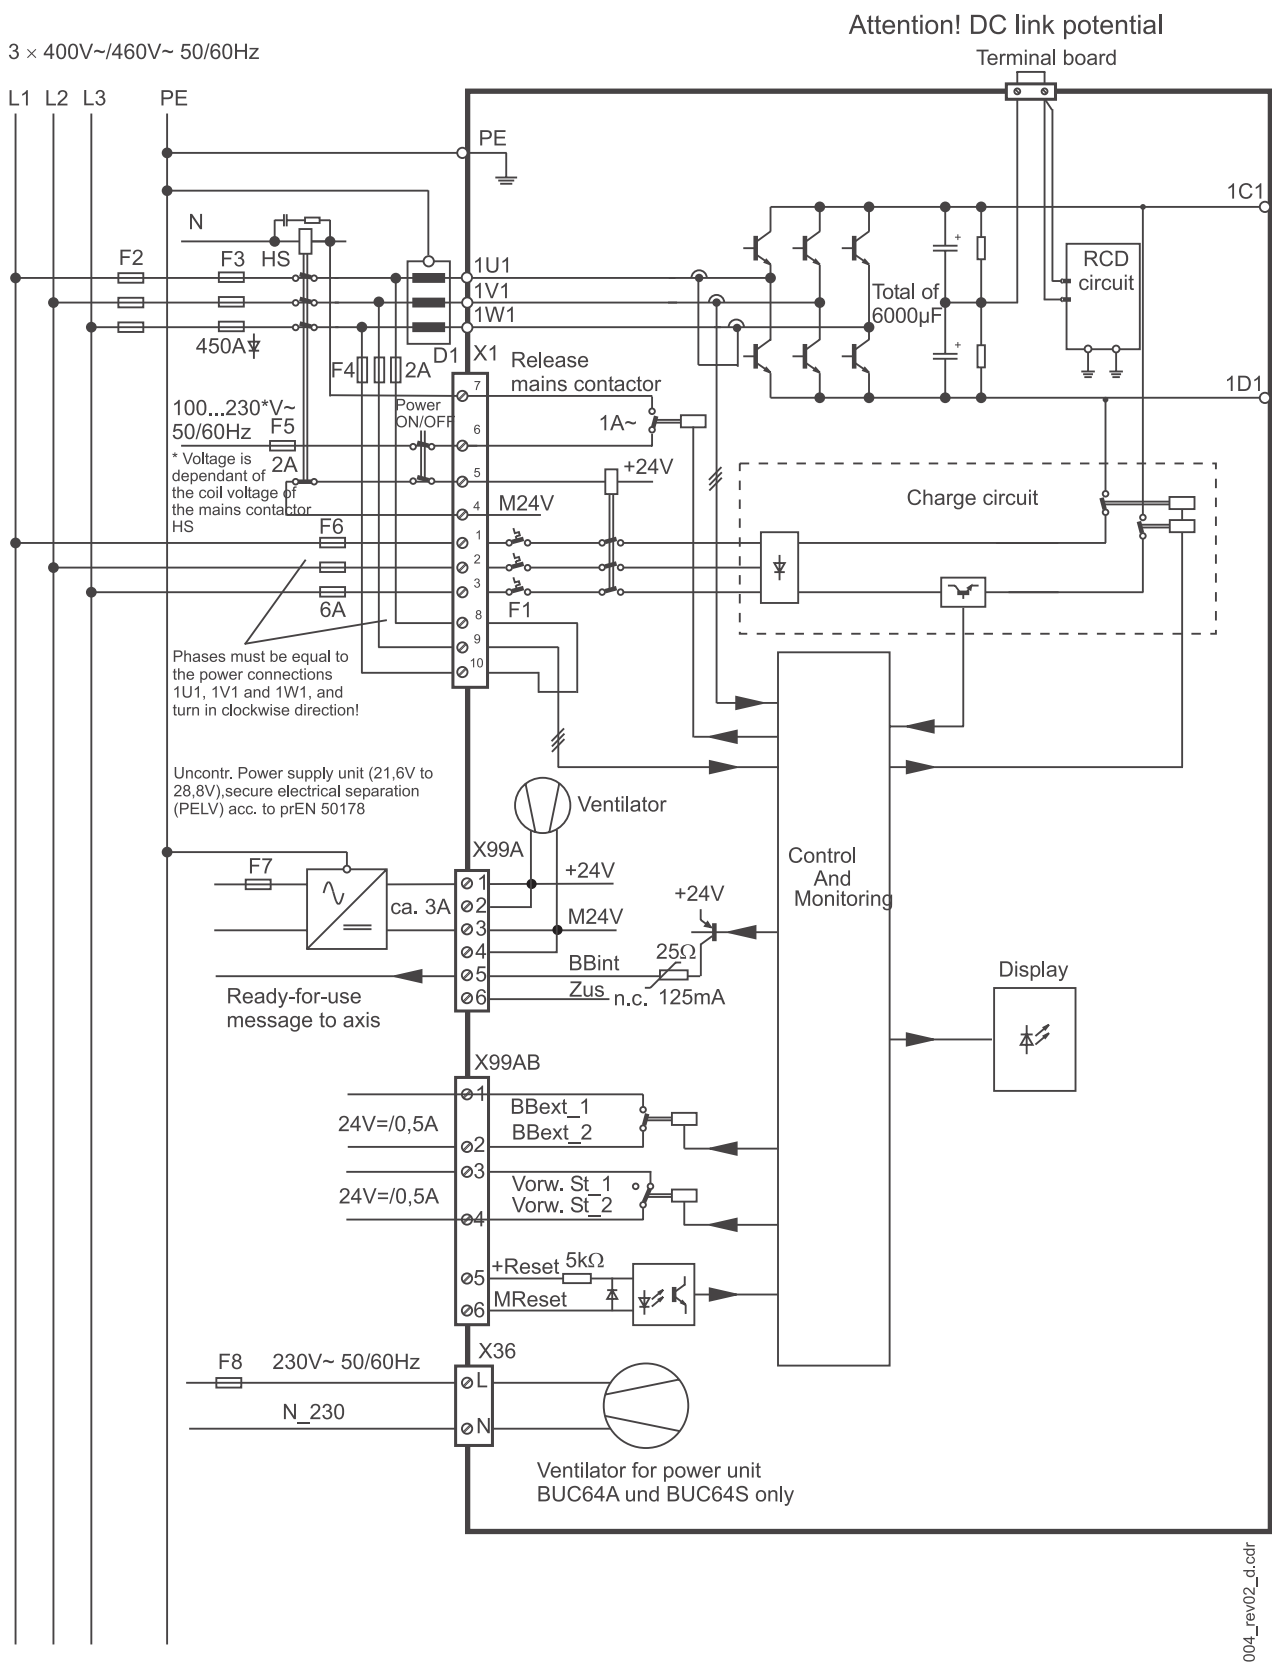 Attention! DC link potential
3 × 400V~/460V~ 50/60Hz
Terminal board
L1 L2 L3 PE
PE
1C1
N
F2 F3 HS
1U1
RCD
circuit
1V1
Total of
6000µF
1W1
450A
D1 X1
F4 2A
Release
mains contactor
7
1D1
100...230*V~
50/60Hz F5
Power
ON/OFF
1A~
6
2A
* Voltage is
dependant of
the coil voltage of
the mains contactor
HS
5
+24V
4
M24V
Charge circuit
F6
1
2
3
6A
F1
8
9
10
Phases must be equal to
the power connections
1U1, 1V1 and 1W1, and
turn in clockwise direction!
Uncontr. Power supply unit (21,6V to
28,8V),secure electrical separation
(PELV) acc. to prEN 50178
Ventilator
X99A
Control
And
Monitoring
F7
1
+24V
ca. 3A
2
+24V
3
M24V
4
25Ω
5
BBint
6
Zus n.c. 125mA
Ready-for-use
message to axis
Display
X99AB
1
BBext_1
24V=/0,5A
BBext_2
2
3
Vorw. St_1
24V=/0,5A
Vorw. St_2
4
5
+Reset 5kΩ
MReset
6
X36
F8 230V~ 50/60Hz
L
N_230
N
Ventilator for power unit
BUC64A und BUC64S only
004_rev02_d.cdr